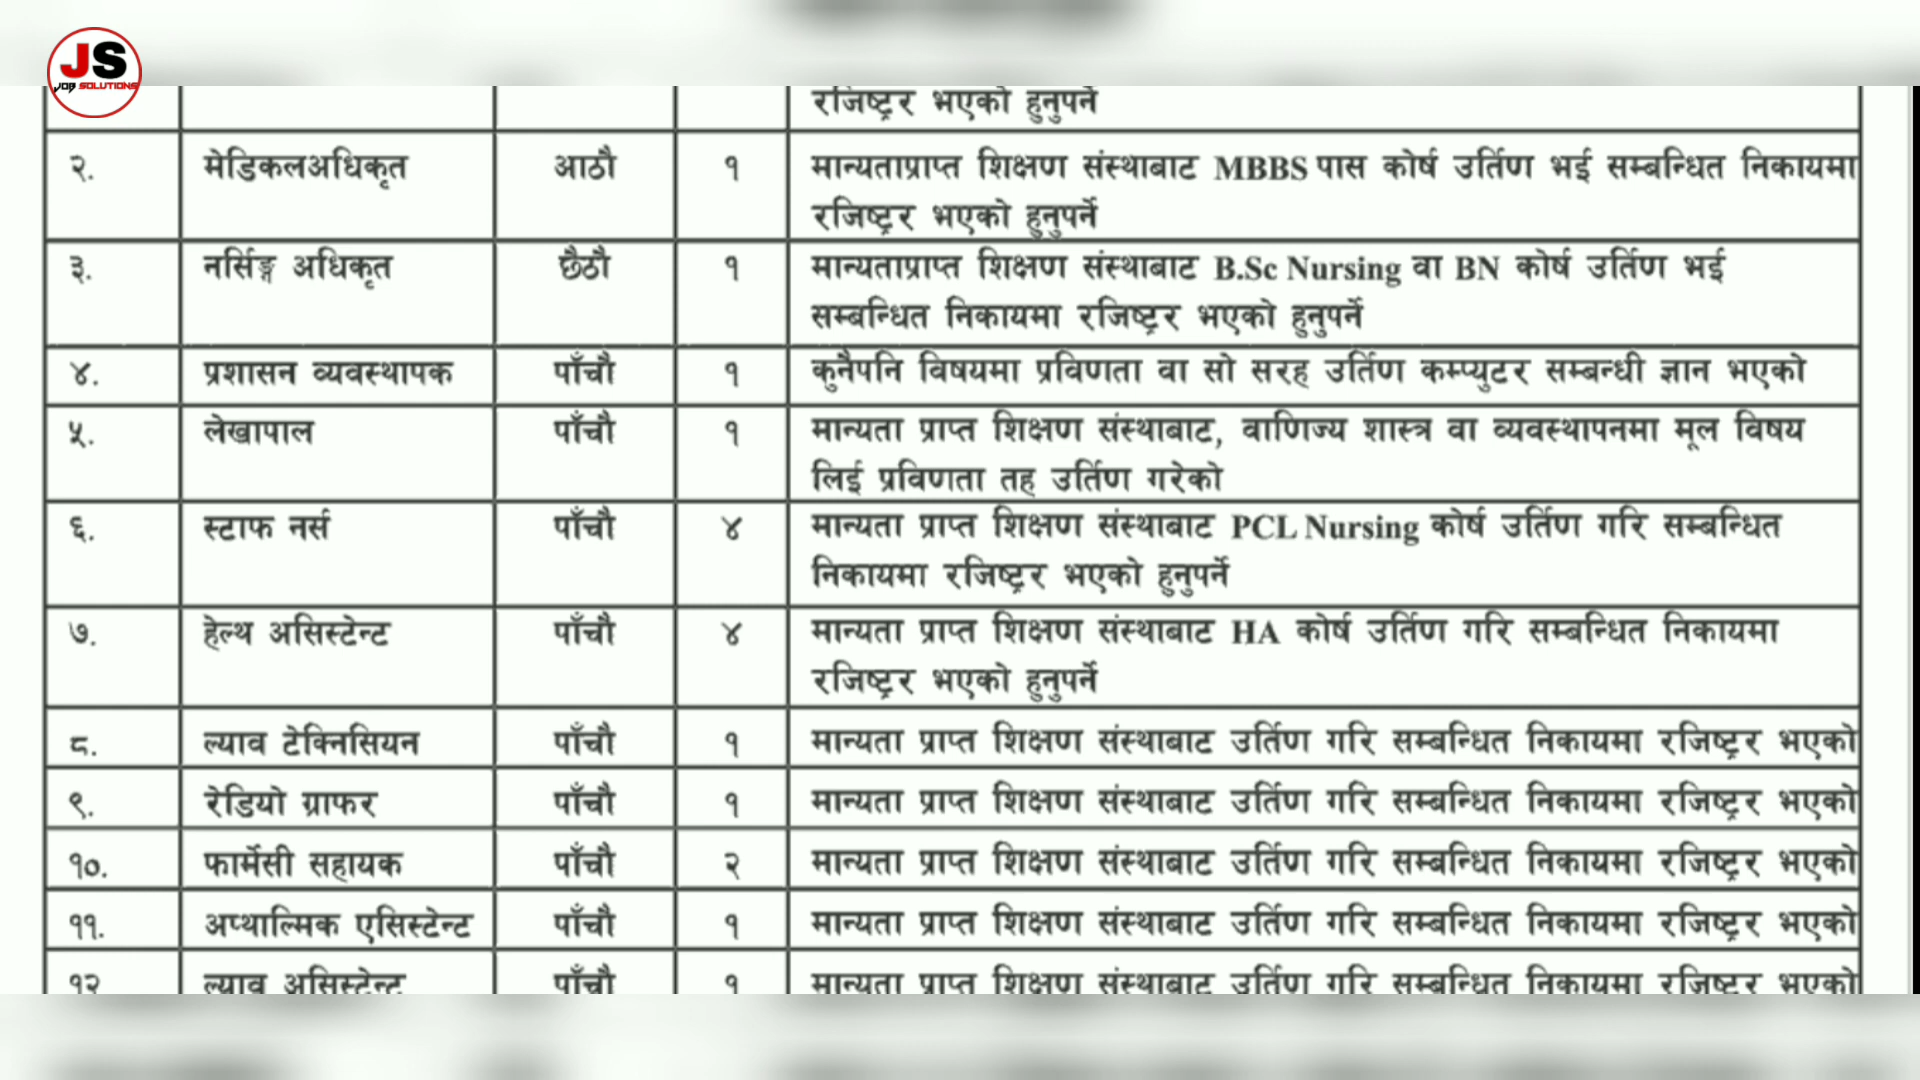 JS
JOB SOLUTIONS
रजिष्ट्रर भएको हुनुपर्ने
२. मेडिकलअधिकृत आठौ १ मान्यताप्राप्त शिक्षण संस्थाबाट MBBS पास कोर्ष उर्तिण भई सम्बन्धित निकायमा
रजिष्ट्रर भएको हुनुपर्ने
३. नर्सिङ्ग अधिकृत छैठौ १ मान्यताप्राप्त शिक्षण संस्थाबाट B.Sc Nursing वा BN कोर्ष उर्तिण भई
सम्बन्धित निकायमा रजिष्ट्रर भएको हुनुपर्ने
४. प्रशासन व्यवस्थापक पाँचौ १ कुनैपनि विषयमा प्रविणता वा सो सरह उर्तिण कम्प्युटर सम्बन्धी ज्ञान भएको
५. लेखापाल पाँचौ १ मान्यता प्राप्त शिक्षण संस्थाबाट, वाणिज्य शास्त्र वा व्यवस्थापनमा मूल विषय
लिई प्रविणता तह उर्तिण गरेको
६. स्टाफ नर्स पाँचौ ४ मान्यता प्राप्त शिक्षण संस्थाबाट PCL Nursing कोर्ष उर्तिण गरि सम्बन्धित
निकायमा रजिष्ट्रर भएको हुनुपर्ने
७. हेल्थ असिस्टेन्ट पाँचौ ४ मान्यता प्राप्त शिक्षण संस्थाबाट HA कोर्ष उर्तिण गरि सम्बन्धित निकायमा
रजिष्ट्रर भएको हुनुपर्ने
८. ल्याव टेक्निसियन पाँचौ १ मान्यता प्राप्त शिक्षण संस्थाबाट उर्तिण गरि सम्बन्धित निकायमा रजिष्ट्रर भएको
९. रेडियो ग्राफर पाँचौ १ मान्यता प्राप्त शिक्षण संस्थाबाट उर्तिण गरि सम्बन्धित निकायमा रजिष्ट्रर भएको
१०. फार्मेसी सहायक पाँचौ २ मान्यता प्राप्त शिक्षण संस्थाबाट उर्तिण गरि सम्बन्धित निकायमा रजिष्ट्रर भएको
११. अप्थाल्मिक एसिस्टेन्ट पाँचौ १ मान्यता प्राप्त शिक्षण संस्थाबाट उर्तिण गरि सम्बन्धित निकायमा रजिष्ट्रर भएको
१२ ल्याव असिस्टेन्ट पाँचौ १ मान्यता प्राप्त शिक्षण संस्थाबाट उर्तिण गरि सम्बन्धित निकायमा रजिष्ट्रर भएको